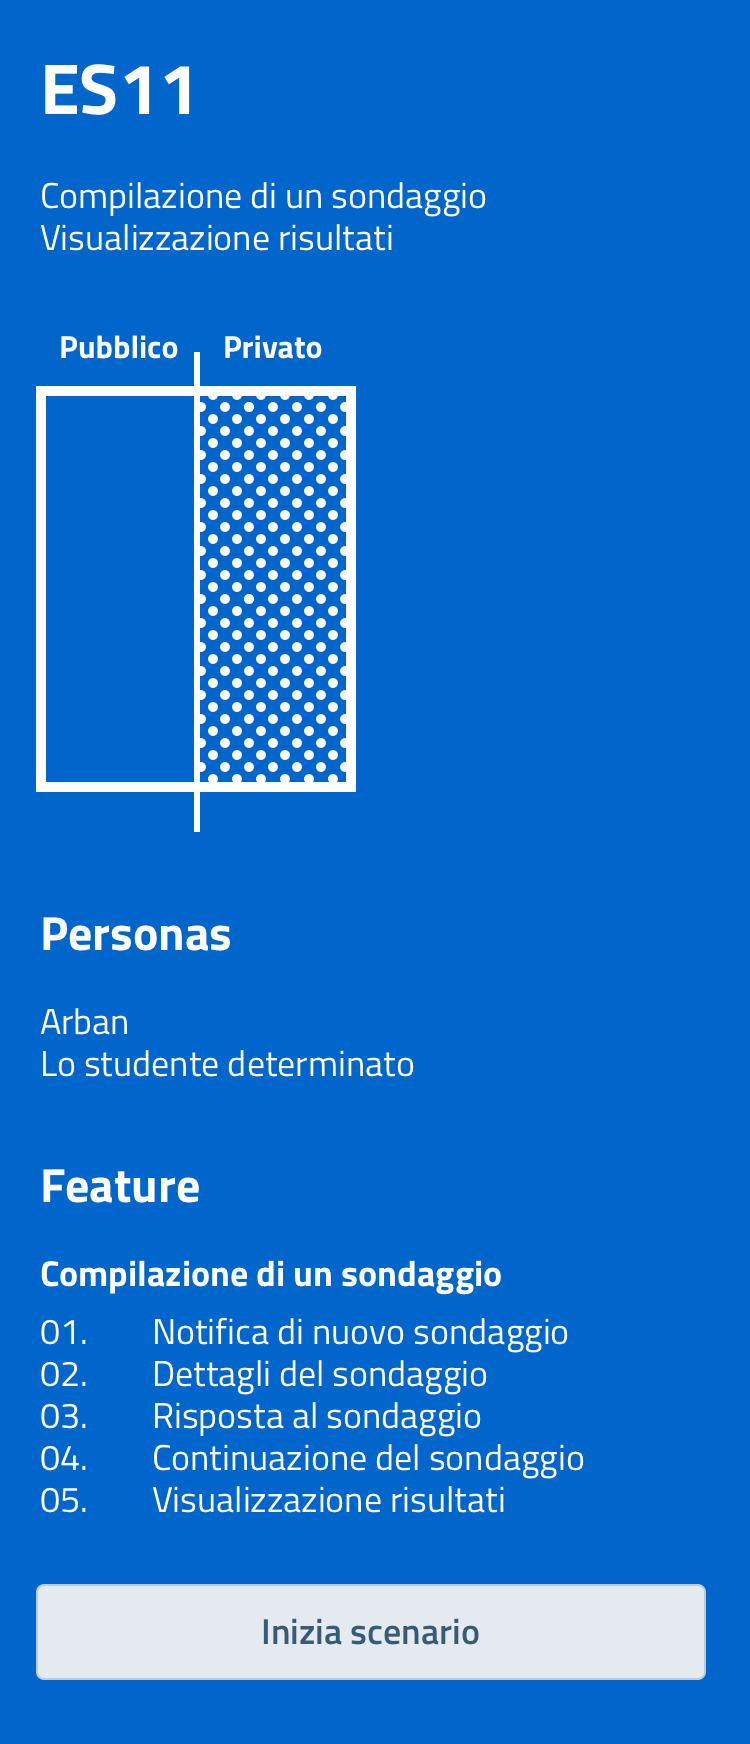 ES11
Compilazione di un sondaggio
Visualizzazione risultati
Pubblico Privato
Personas
Arban
Lo studente determinato
Feature
Compilazione di un sondaggio
01. Notifica di nuovo sondaggio
02. Dettagli del sondaggio
03. Risposta al sondaggio
04. Continuazione del sondaggio
05. Visualizzazione risultati
Inizia scenario